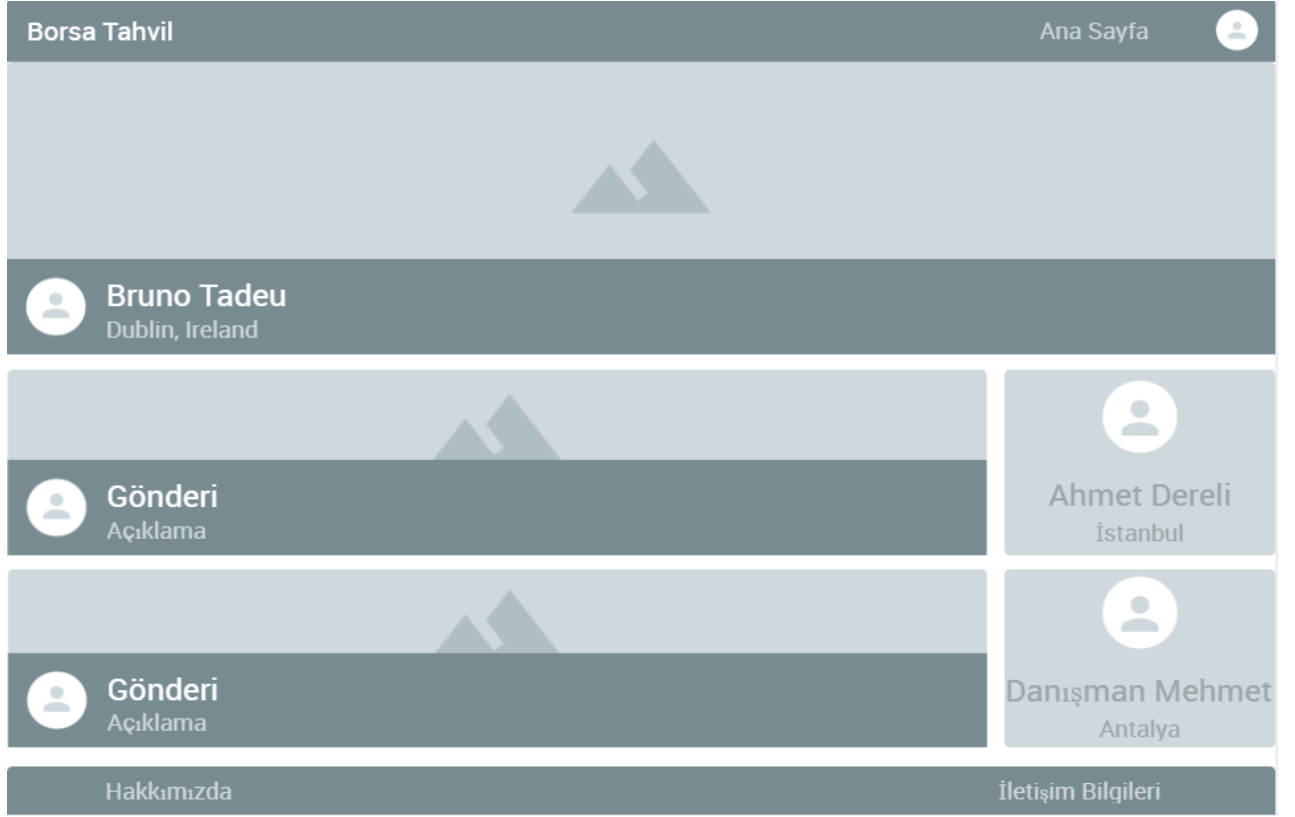 Borsa Tahvil
Ana Sayfa
Bruno Tadeu
Dublin, Ireland
Gönderi
Açıklama
Ahmet Dereli
İstanbul
Gönderi
Açıklama
Danışman Mehmet
Antalya
Hakkımızda
İletişim Bilgileri